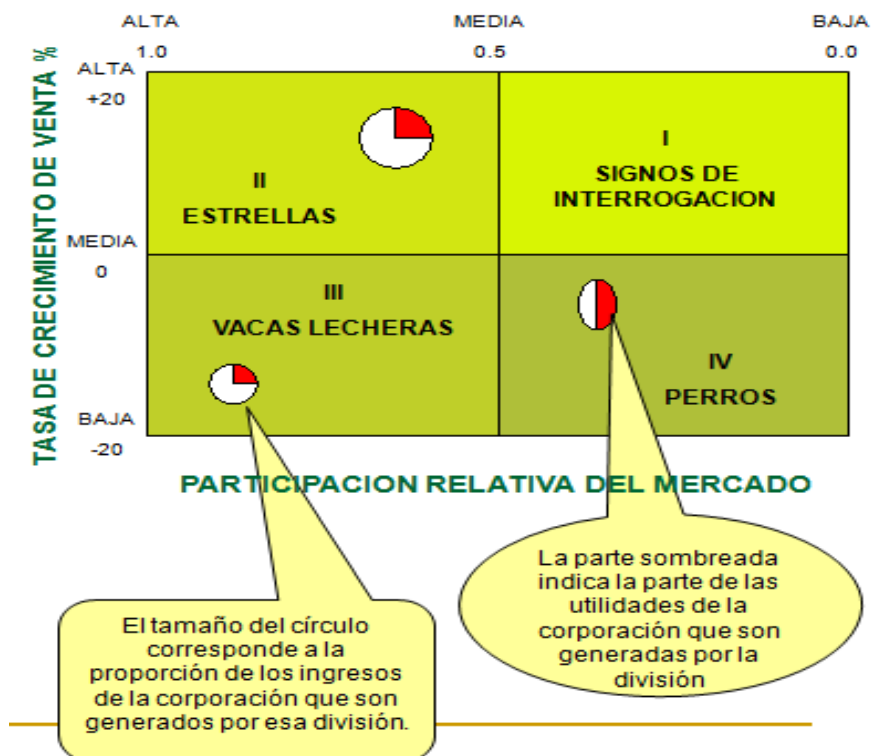 ALTA
MEDIA
BAJA
1.0
0.5
0.0
TASA DE CRECIMIENTO DE VENTA %
ALTA
+20
MEDIA
0
BAJA
-20
I
SIGNOS DE
INTERROGACION
II
ESTRELLAS
III
VACAS LECHERAS
IV
PERROS
PARTICIPACION RELATIVA DEL MERCADO
El tamaño del círculo
corresponde a la
proporción de los ingresos
de la corporación que son
generados por esa división.
La parte sombreada
indica la parte de las
utilidades de la
corporación que son
generadas por la
división